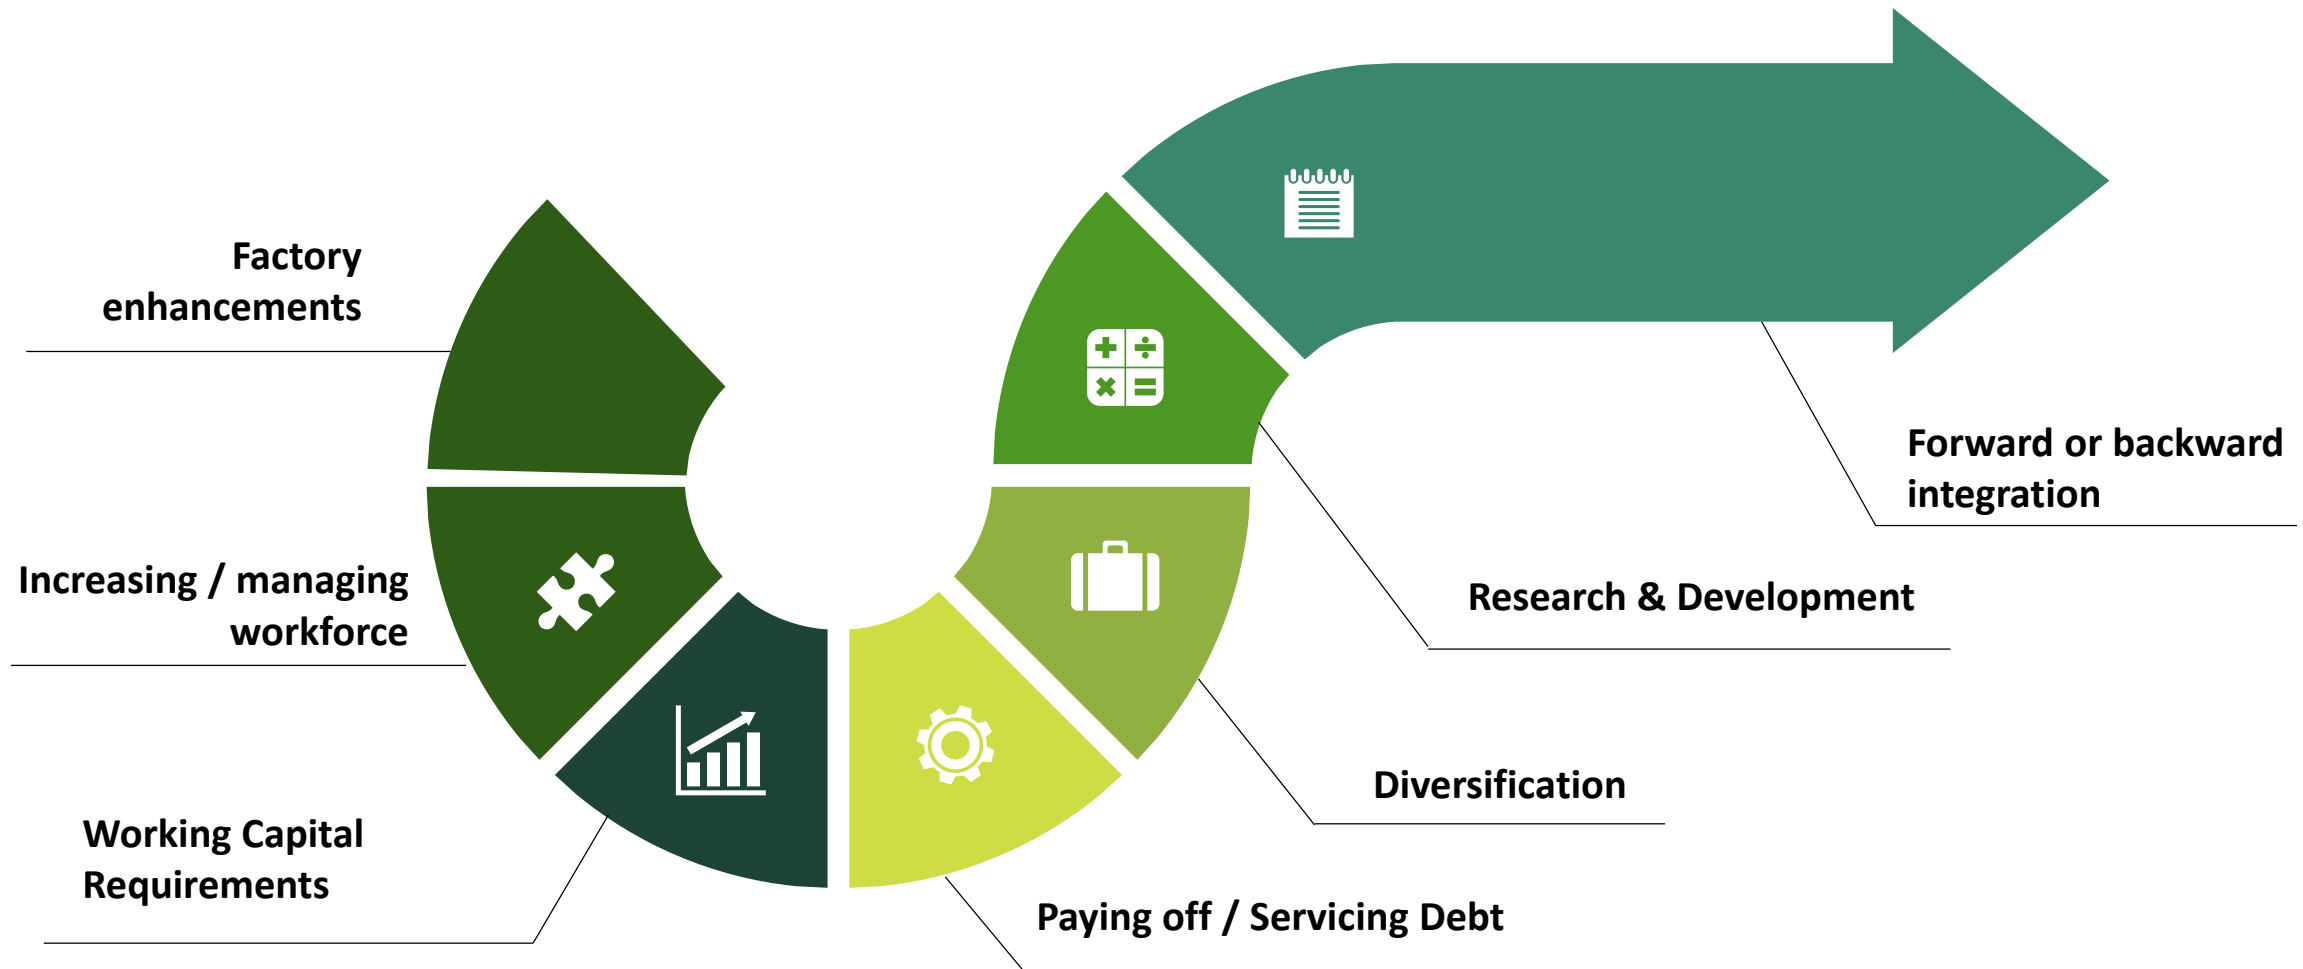 Factory
enhancements
Increasing / managing
workforce
Working Capital
Requirements
Paying off / Servicing Debt
Diversification
Research & Development
Forward or backward
integration